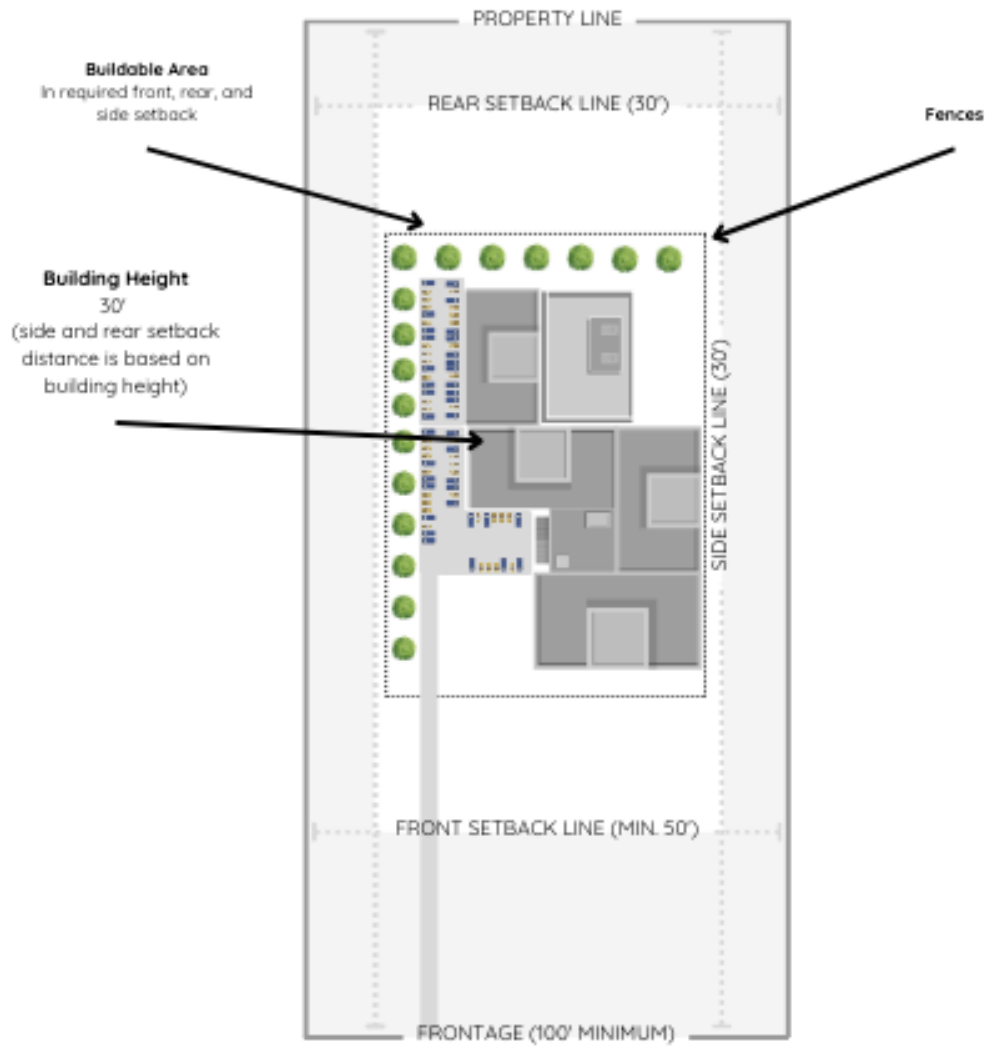 PROPERTY LINE
Buildable Area
In required front, rear, and
side setback
REAR SETBACK LINE (30')
Fences
Building Height
30'
(side and rear setback
distance is based on
building height)
SIDE SETBACK LINE (30')
FRONT SETBACK LINE (MIN. 50')
FRONTAGE (100' MINIMUM)